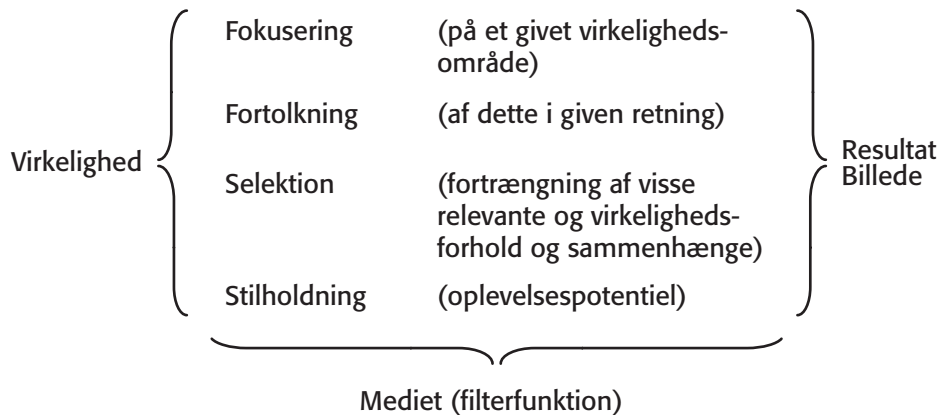 Fokusering (på et givet virkeligheds-
område)
Fortolkning (af dette i given retning)
Virkelighed
Selektion (fortrængning af visse
relevante og virkeligheds-
forhold og sammenhænge)
Stilholdning (oplevelsespotentiel)
Resultat
Billede
Mediet (filterfunktion)